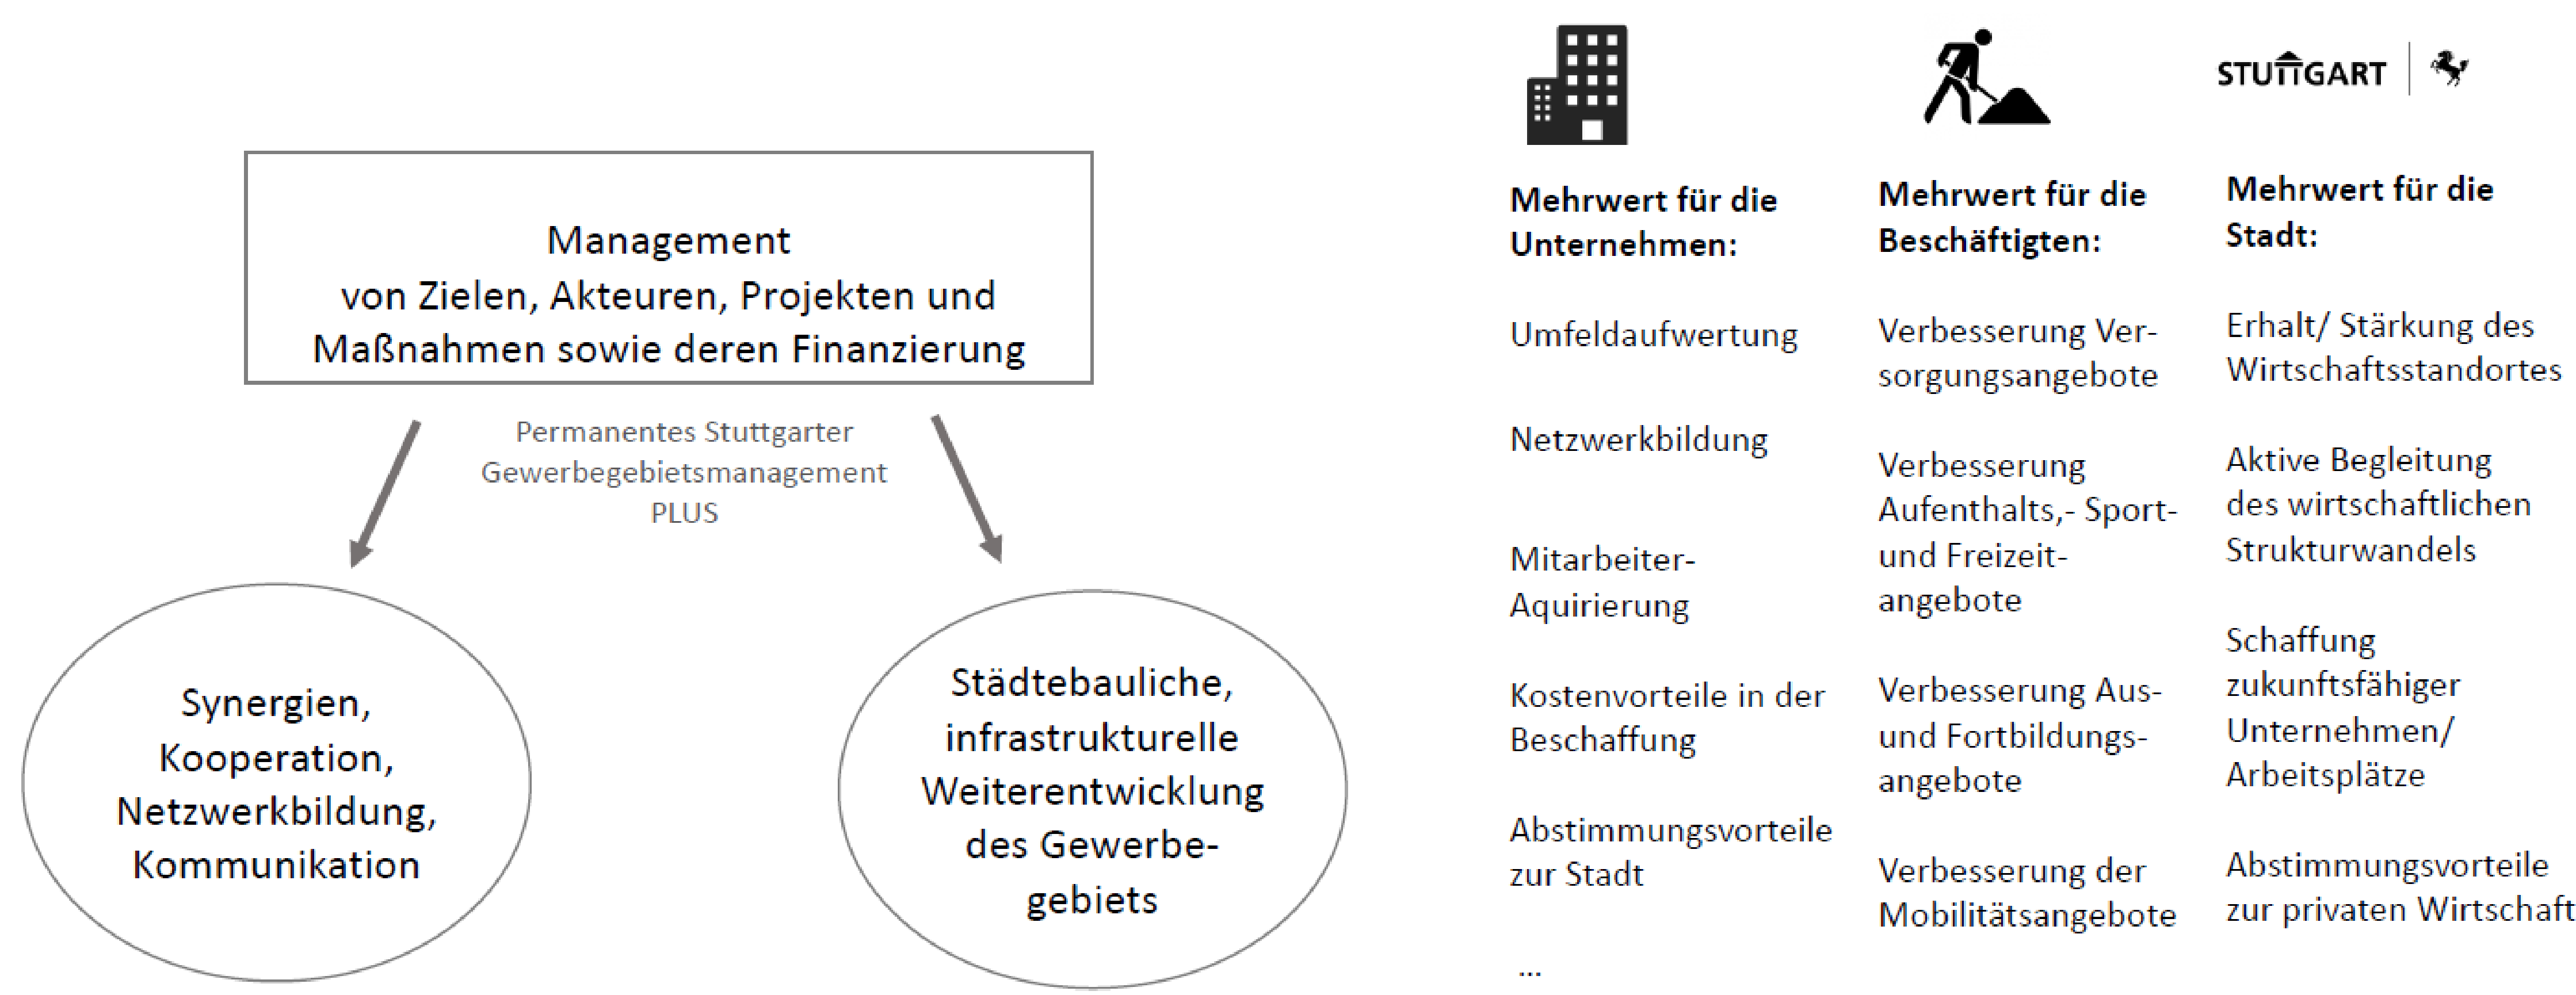 Management
von Zielen, Akteuren, Projekten und
Maßnahmen sowie deren Finanzierung
Permanentes Stuttgarter
Gewerbegebietsmanagement
PLUS
Synergien,
Kooperation,
Netzwerkbildung,
Kommunikation
Städtebauliche,
infrastrukturelle
Weiterentwicklung
des Gewerbe-
gebiets
Mehrwert für die
Unternehmen:
Umfeldaufwertung
Netzwerkbildung
Mitarbeiter-
Aquirierung
Kostenvorteile in der
Beschaffung
Abstimmungsvorteile
zur Stadt
...
Mehrwert für die
Beschäftigten:
Verbesserung Ver-
sorgungsangebote
Verbesserung
Aufenthalts,- Sport-
und Freizeit-
angebote
Verbesserung Aus-
und Fortbildungs-
angebote
Verbesserung der
Mobilitätsangebote
STUTTGART
Mehrwert für die
Stadt:
Erhalt/ Stärkung des
Wirtschaftsstandortes
Aktive Begleitung
des wirtschaftlichen
Strukturwandels
Schaffung
zukunftsfähiger
Unternehmen/
Arbeitsplätze
Abstimmungsvorteile
zur privaten Wirtschaft